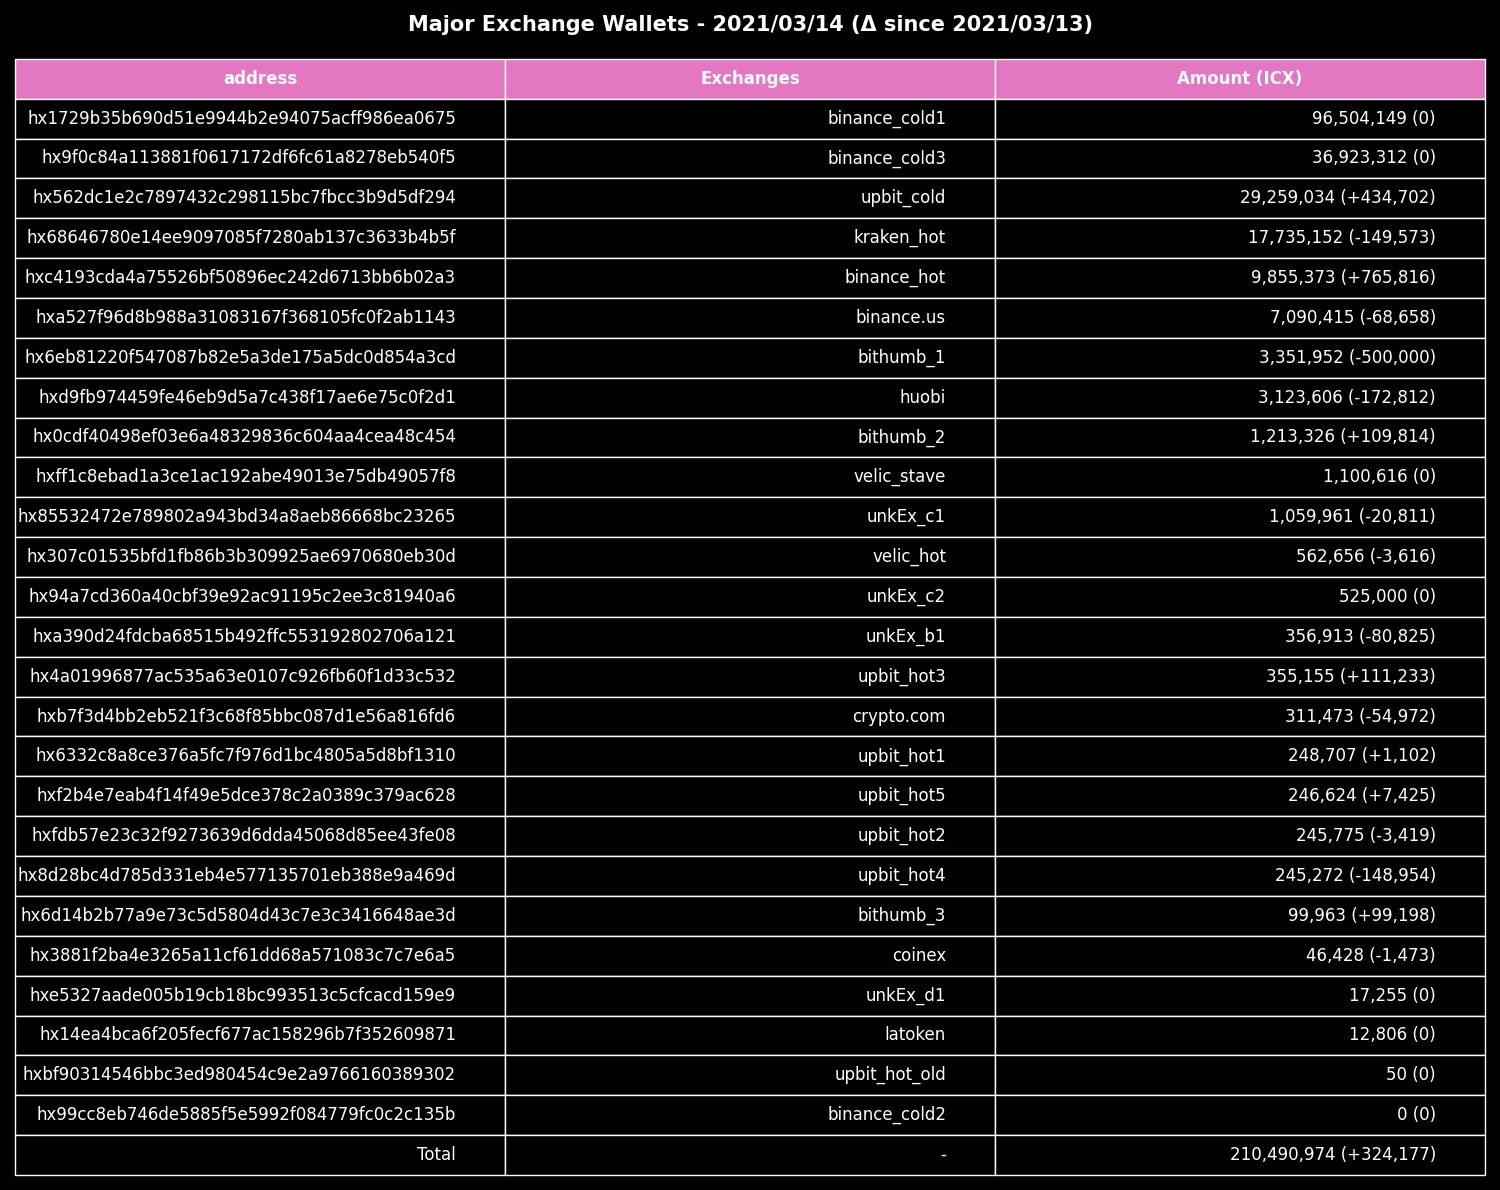 Major Exchange Wallets - 2021/03/14 (Δ since 2021/03/13)
address Exchanges Amount (ICX)
hx1729b35b690d51e9944b2e94075acff986ea0675 binance_cold1 96,504,149 (0)
hx9f0c84a113881f0617172df6fc61a8278eb540f5 binance_cold3 36,923,312 (0)
hx562dc1e2c7897432c298115bc7fbcc3b9d5df294 upbit_cold 29,259,034 (+434,702)
hx68646780e14ee9097085f7280ab137c3633b4b5f kraken_hot 17,735,152 (-149,573)
hxc4193cda4a75526bf50896ec242d6713bb6b02a3 binance_hot 9,855,373 (+765,816)
hxa527f96d8b988a31083167f368105fc0f2ab1143 binance.us 7,090,415 (-68,658)
hx6eb81220f547087b82e5a3de175a5dc0d854a3cd bithumb_1 3,351,952 (-500,000)
hxd9fb974459fe46eb9d5a7c438f17ae6e75c0f2d1 huobi 3,123,606 (-172,812)
hx0cdf40498ef03e6a48329836c604aa4cea48c454 bithumb_2 1,213,326 (+109,814)
hxff1c8ebad1a3ce1ac192abe49013e75db49057f8 velic_stave 1,100,616 (0)
hx85532472e789802a943bd34a8aeb86668bc23265 unkEx_c1 1,059,961 (-20,811)
hx307c01535bfd1fb86b3b309925ae6970680eb30d velic_hot 562,656 (-3,616)
hx94a7cd360a40cbf39e92ac91195c2ee3c81940a6 unkEx_c2 525,000 (0)
hxa390d24fdcba68515b492ffc553192802706a121 unkEx_b1 356,913 (-80,825)
hx4a01996877ac535a63e0107c926fb60f1d33c532 upbit_hot3 355,155 (+111,233)
hxb7f3d4bb2eb521f3c68f85bbc087d1e56a816fd6 crypto.com 311,473 (-54,972)
hx6332c8a8ce376a5fc7f976d1bc4805a5d8bf1310 upbit_hot1 248,707 (+1,102)
hxf2b4e7eab4f14f49e5dce378c2a0389c379ac628 upbit_hot5 246,624 (+7,425)
hxfdb57e23c32f9273639d6dda45068d85ee43fe08 upbit_hot2 245,775 (-3,419)
hx8d28bc4d785d331eb4e577135701eb388e9a469d upbit_hot4 245,272 (-148,954)
hx6d14b2b77a9e73c5d5804d43c7e3c3416648ae3d bithumb_3 99,963 (+99,198)
hx3881f2ba4e3265a11cf61dd68a571083c7c7e6a5 coinex 46,428 (-1,473)
hxe5327aade005b19cb18bc993513c5cfcacd159e9 unkEx_d1 17,255 (0)
hx14ea4bca6f205fecf677ac158296b7f352609871 latoken 12,806 (0)
hxbf90314546bbc3ed980454c9e2a9766160389302 upbit_hot_old 50 (0)
hx99cc8eb746de5885f5e5992f084779fc0c2c135b binance_cold2 0 (0)
Total - 210,490,974 (+324,177)